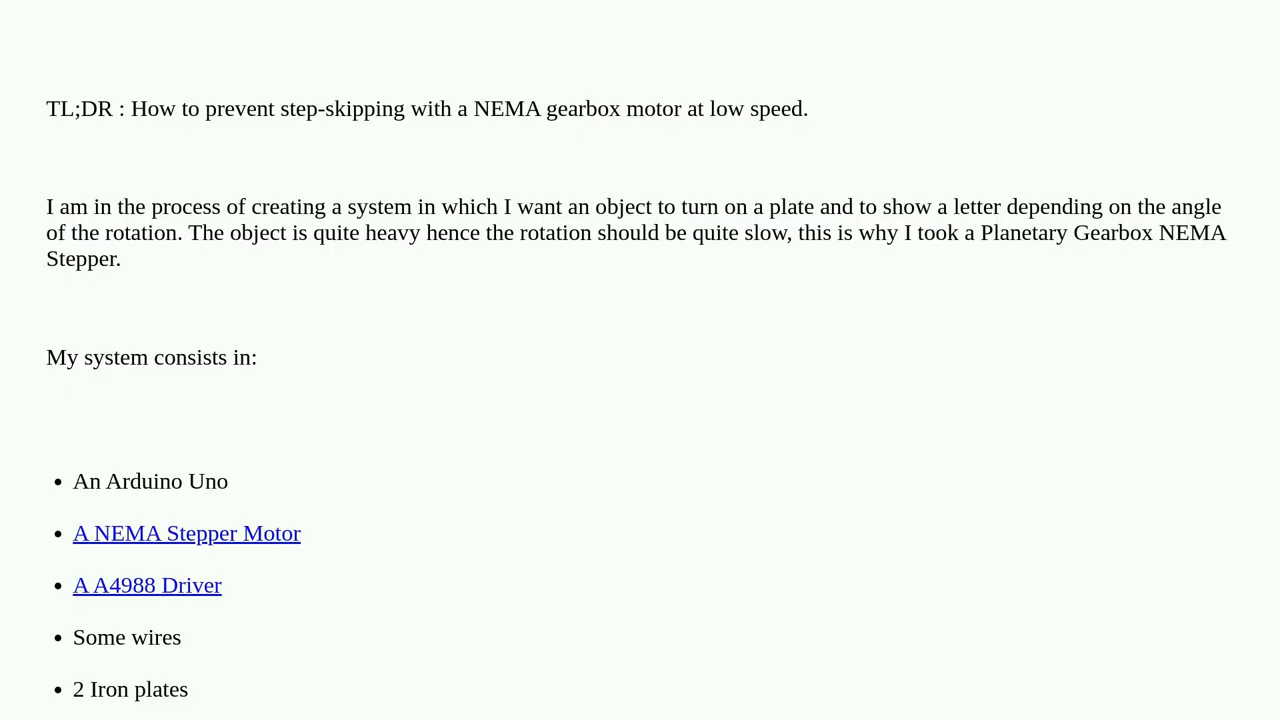 TL;DR : How to prevent step-skipping with a NEMA gearbox motor at low speed.
I am in the process of creating a system in which I want an object to turn on a plate and to show a letter depending on the angle
of the rotation. The object is quite heavy hence the rotation should be quite slow, this is why I took a Planetary Gearbox NEMA
Stepper.
My system consists in:
• An Arduino Uno
• A NEMA Stepper Motor
• A A4988 Driver
• Some wires
• 2 Iron plates